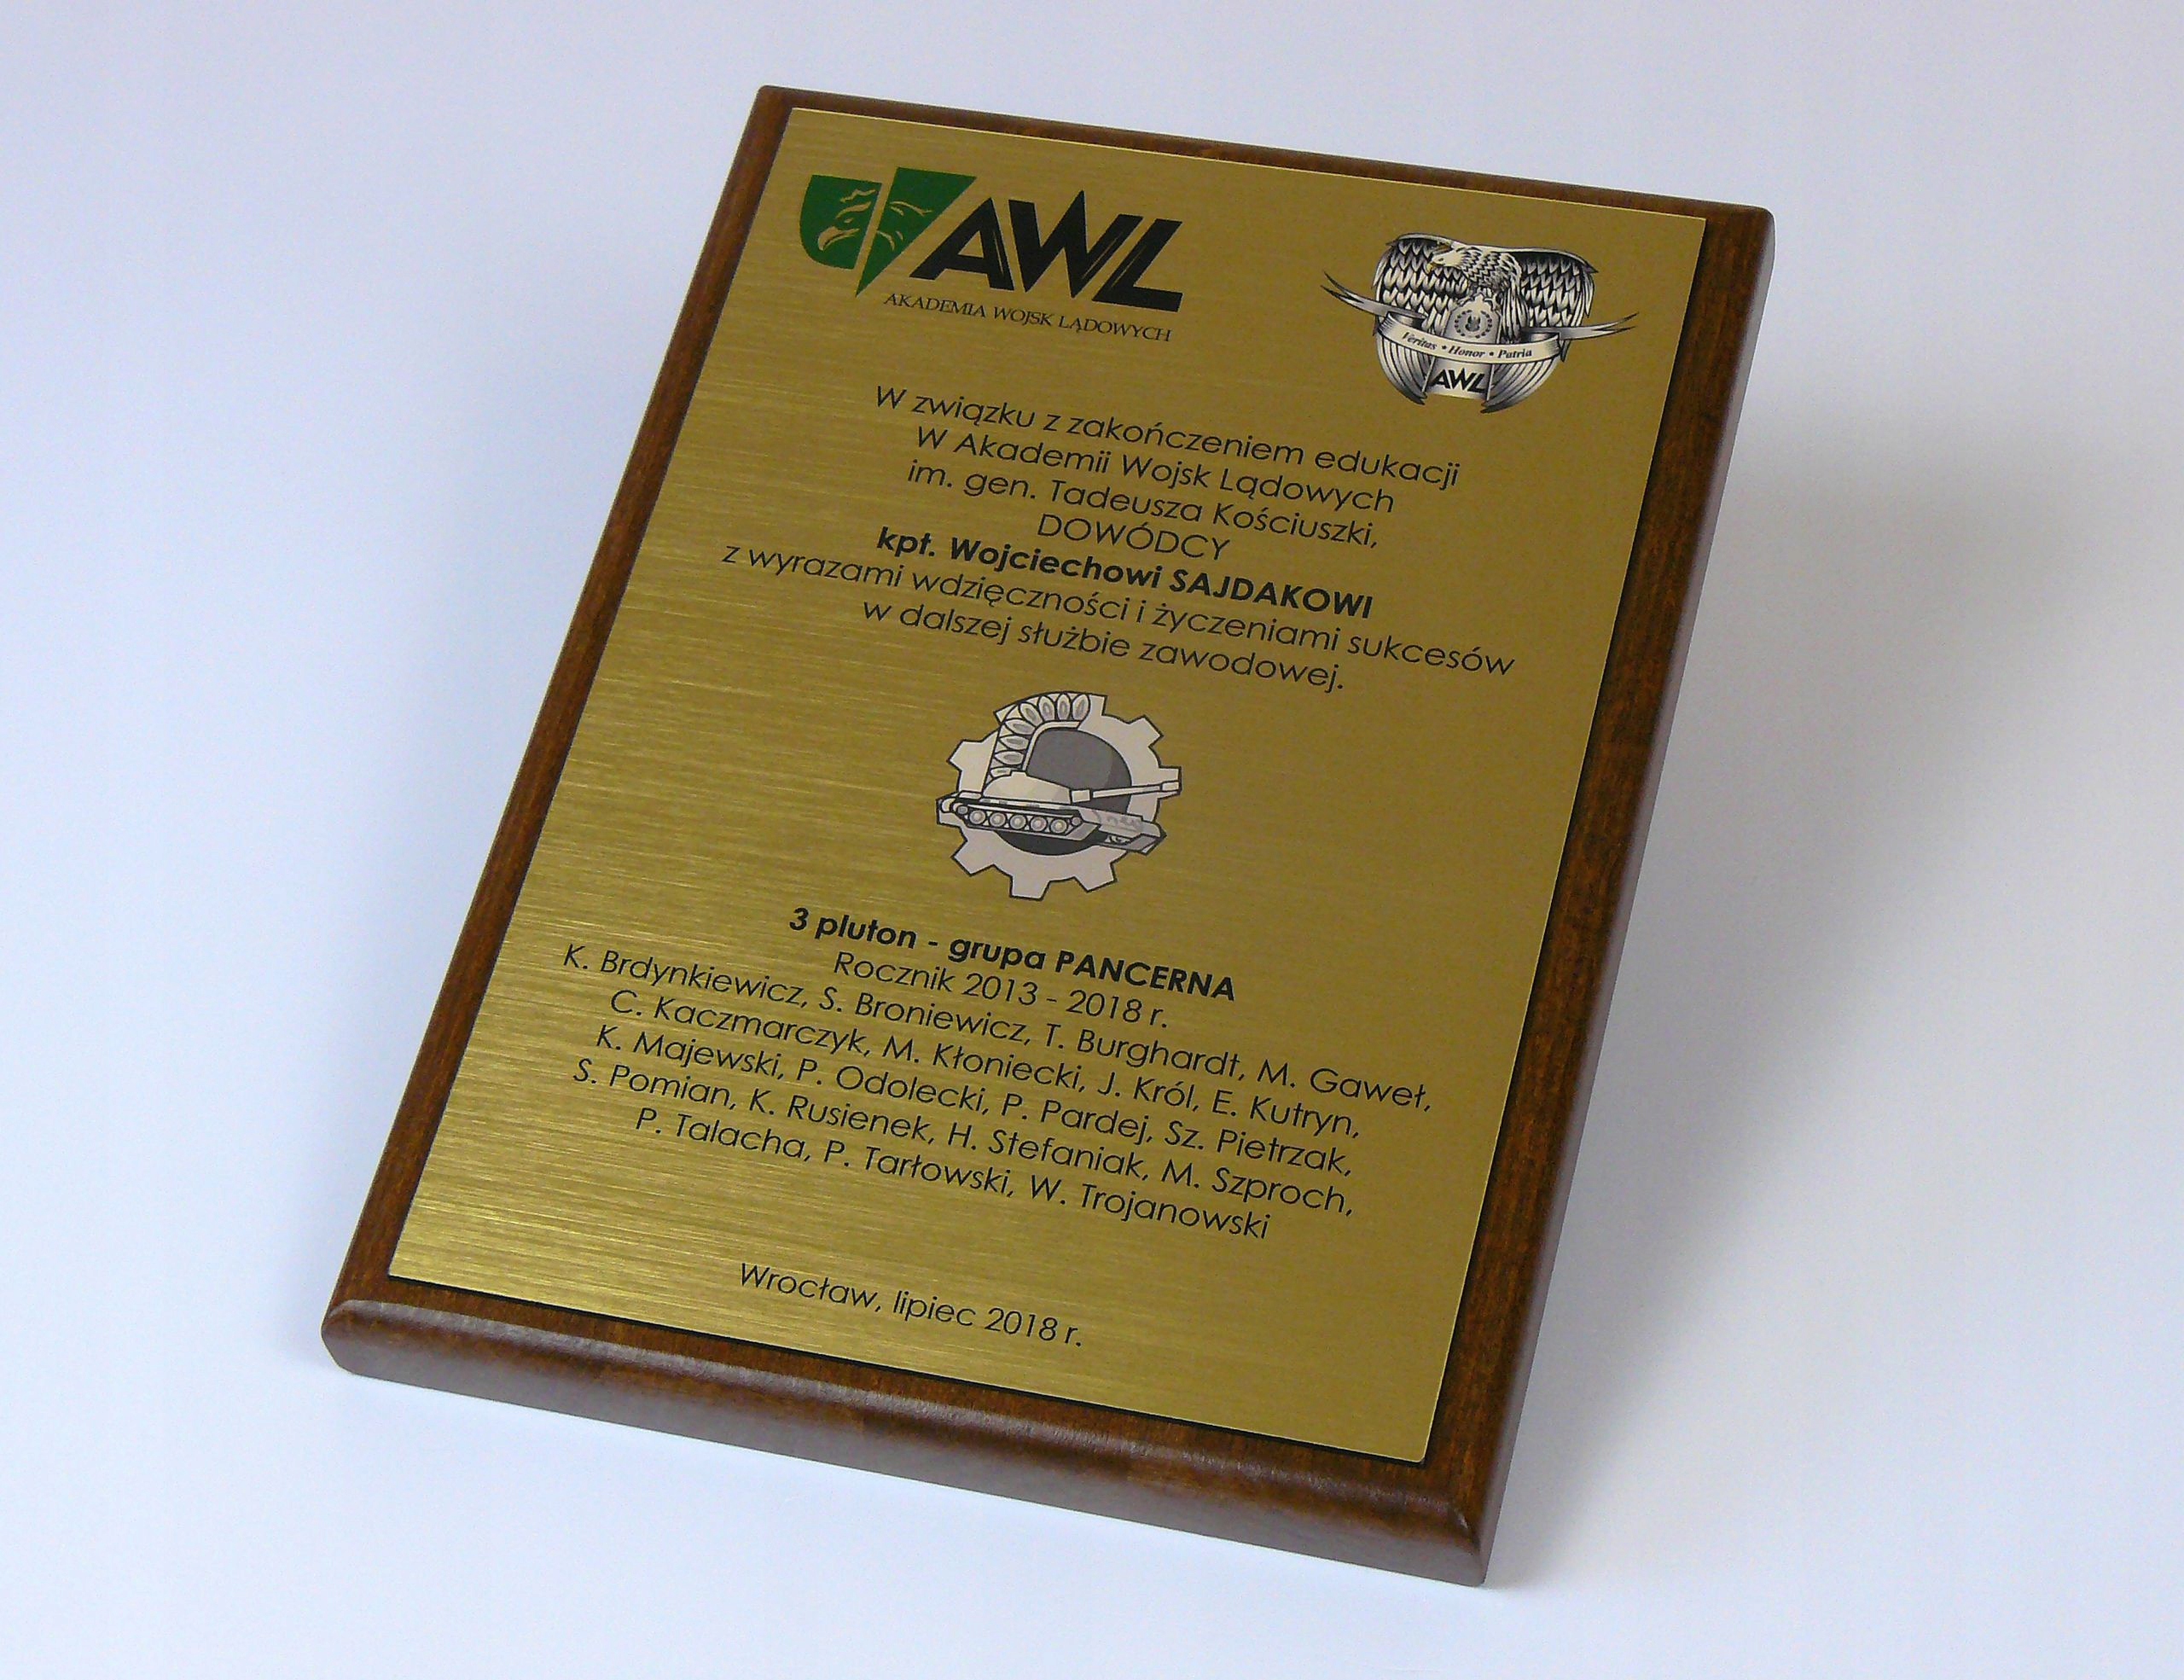 AWL
AKADEMIA WOJSK LĄDOWYCH
Veritas • Honor • Patria
AWL
W związku z zakończeniem edukacji
W Akademii Wojsk Lądowych
im. gen. Tadeusza Kościuszki,
DOWÓDCY
kpt. Wojciechowi SAJDAKOWI
z wyrazami wdzięczności i życzeniami sukcesów
w dalszej służbie zawodowej.
3 pluton - grupa PANCERNA
Rocznik 2013 - 2018 r.
K. Brdynkiewicz, S. Broniewicz, T. Burghardt, M. Gaweł,
C. Kaczmarczyk, M. Kłoniecki, J. Król, E. Kutryn,
K. Majewski, P. Odolecki, P. Pardej, Sz. Pietrzak,
S. Pomian, K. Rusienek, H. Stefaniak, M. Szproch,
P. Talacha, P. Tarłowski, W. Trojanowski
Wrocław, lipiec 2018 r.